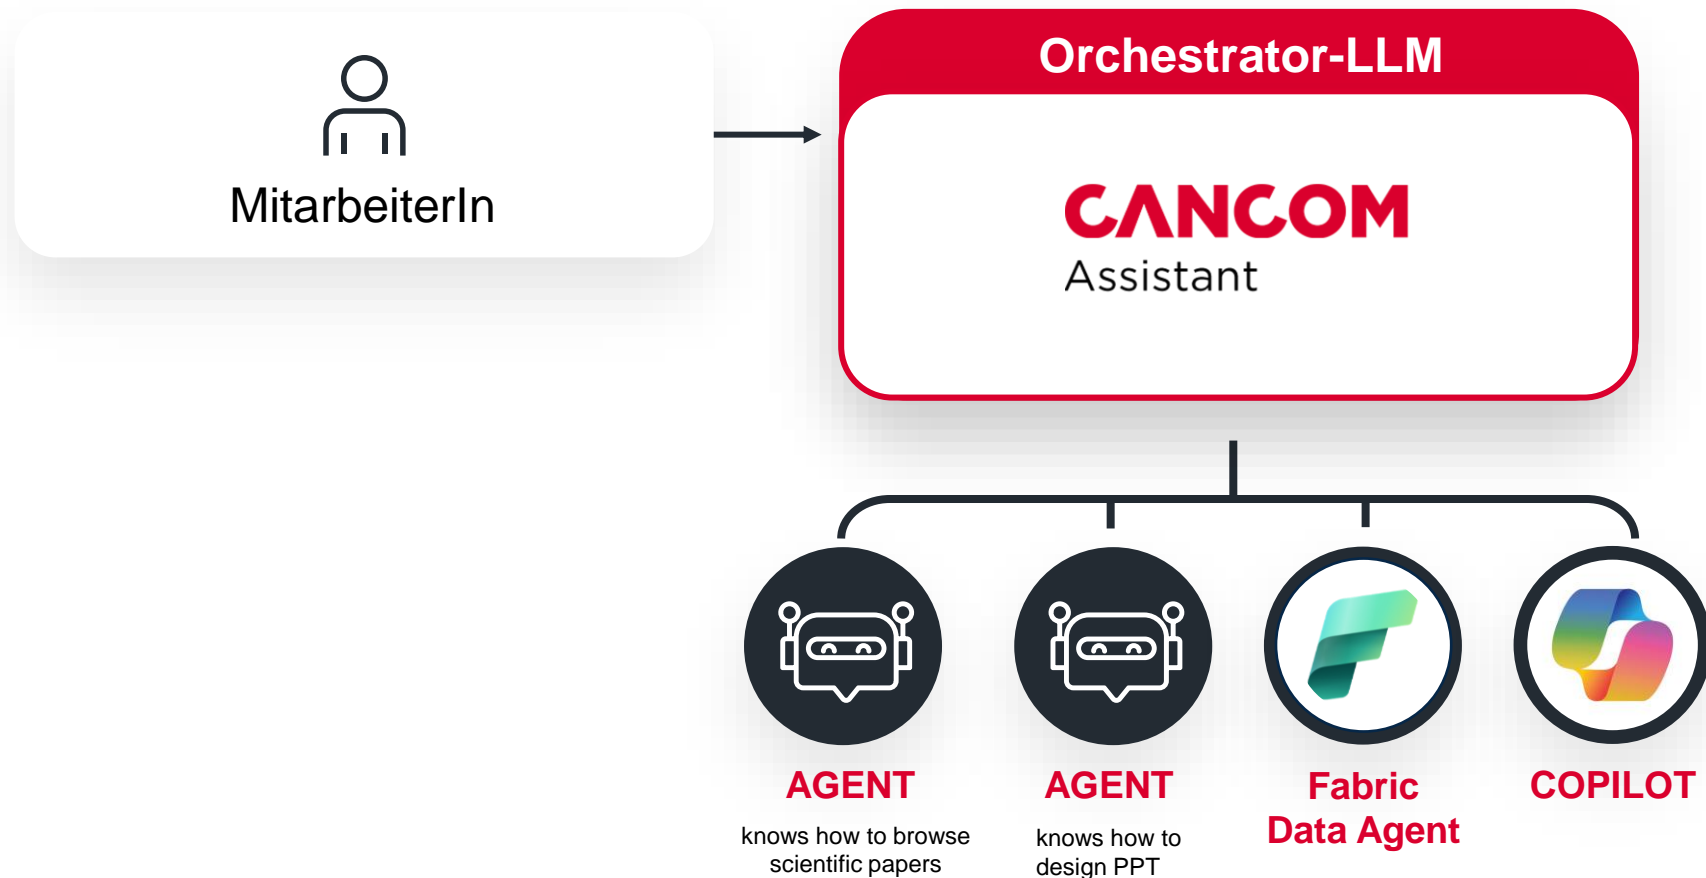 MitarbeiterIn
Orchestrator-LLM
CANCOM
Assistant
AGENT
knows how to browse
scientific papers
AGENT
knows how to
design PPT
Fabric
Data Agent
COPILOT